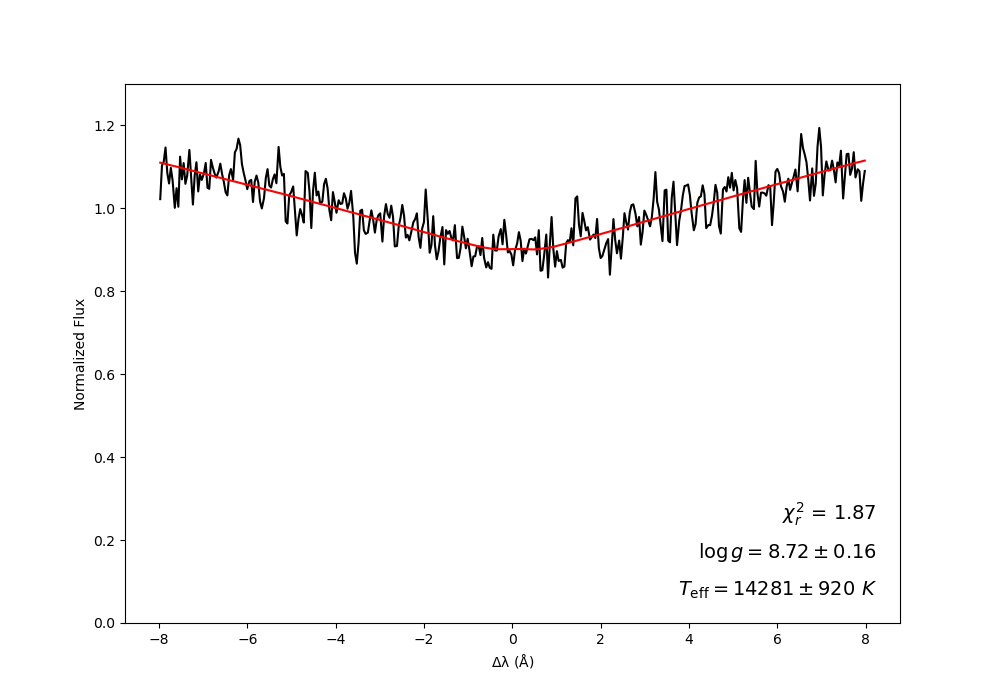 1.2
1.0
0.8
0.6
0.4
0.2
0.0
Normalized Flux
χ²ᵣ = 1.87
log g = 8.72 ± 0.16
T_eff = 14281 ± 920 K
−8 −6 −4 −2 0 2 4 6 8
Δλ (Å)